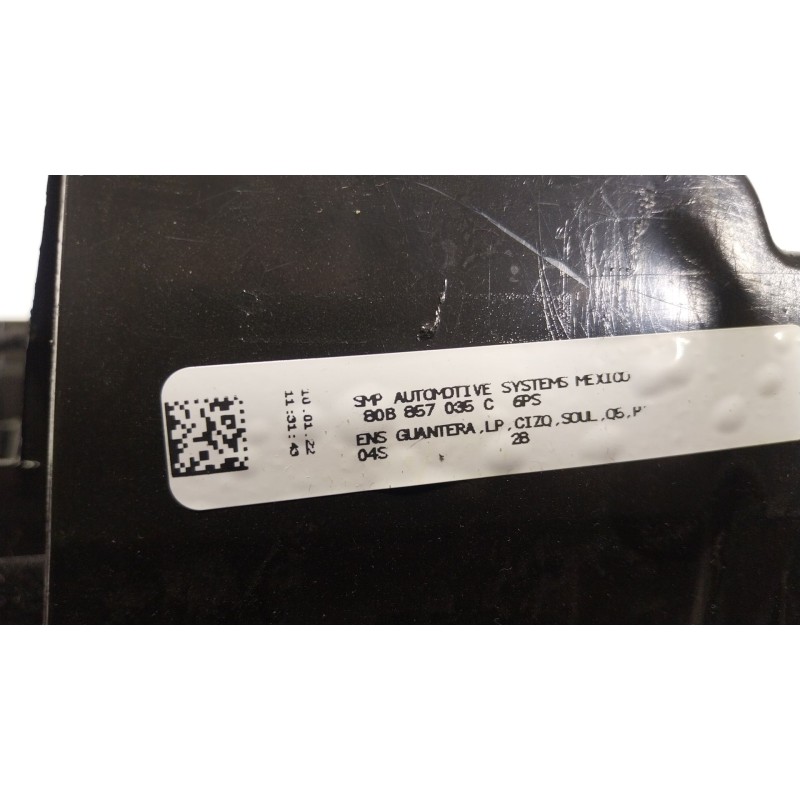 SMP AUTOMOTIVE SYSTEMS MEXICO
80B 857 035 C 6PS
ENS GUANTERA,LP,CIZQ,SOUL,Q5,P
04S 28
10.01.22
11:31:43